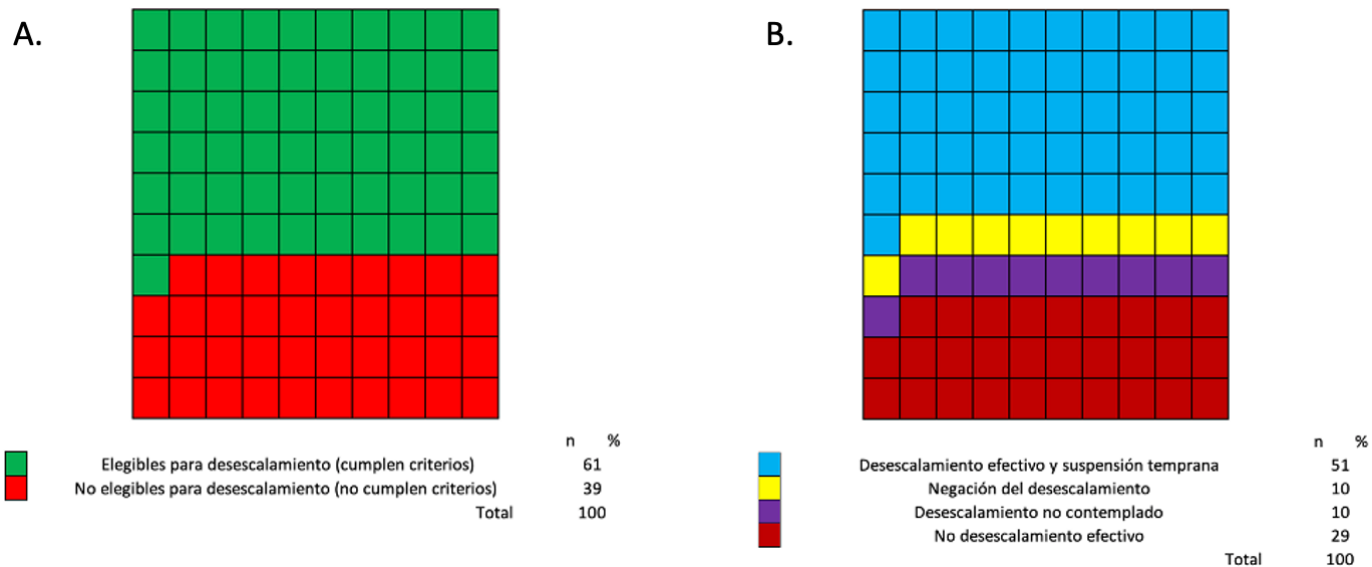 A.
B.
n %
Elegibles para desescalamiento (cumplen criterios) 61
No elegibles para desescalamiento (no cumplen criterios) 39
Total 100
n %
Desescalamiento efectivo y suspensión temprana 51
Negación del desescalamiento 10
Desescalamiento no contemplado 10
No desescalamiento efectivo 29
Total 100